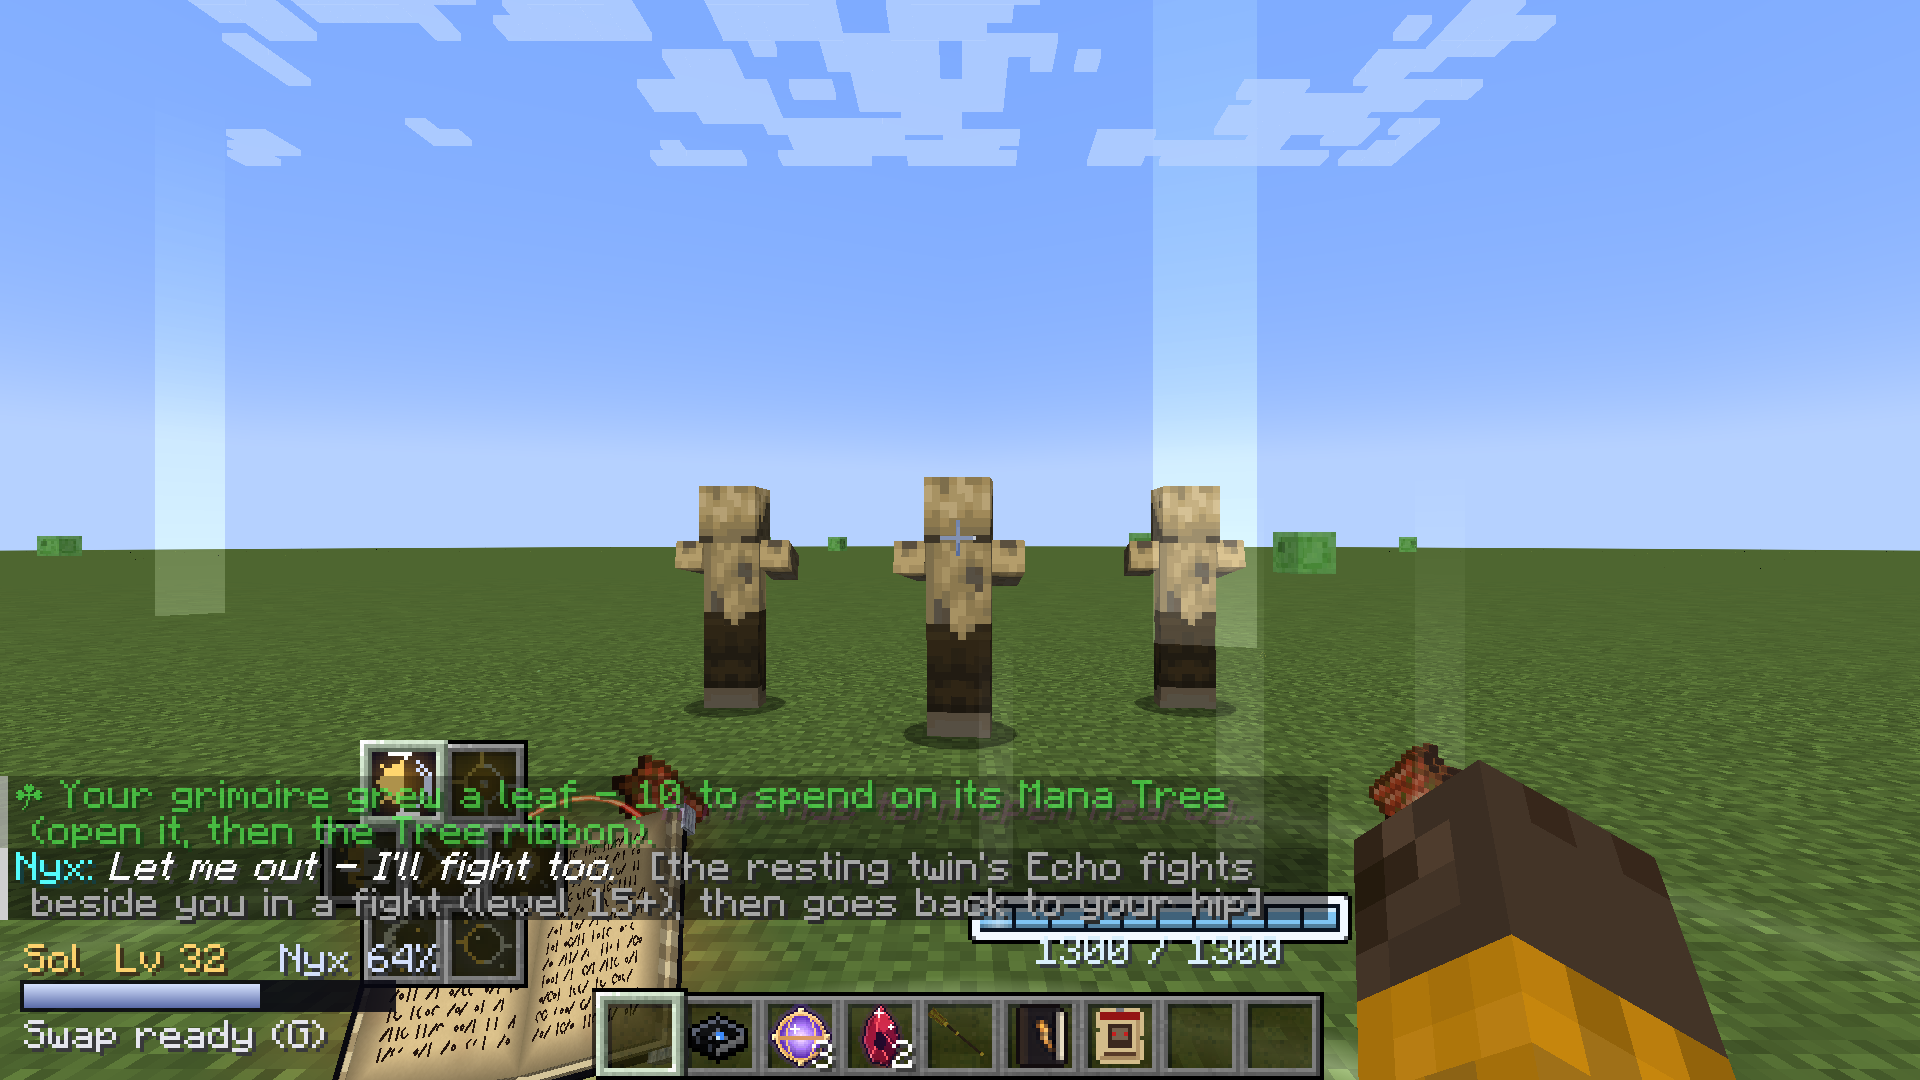 ☘ Your grimoire grew a leaf – 10 to spend on its Mana Tree
(open it, then the Tree ribbon).
Nyx: Let me out – I'll fight too. [the resting twin's Echo fights
beside you in a fight (level 15+), then goes back to your hip]
Sol Lv 32 Nyx 64%
1300 / 1300
Swap ready (G)
3 2